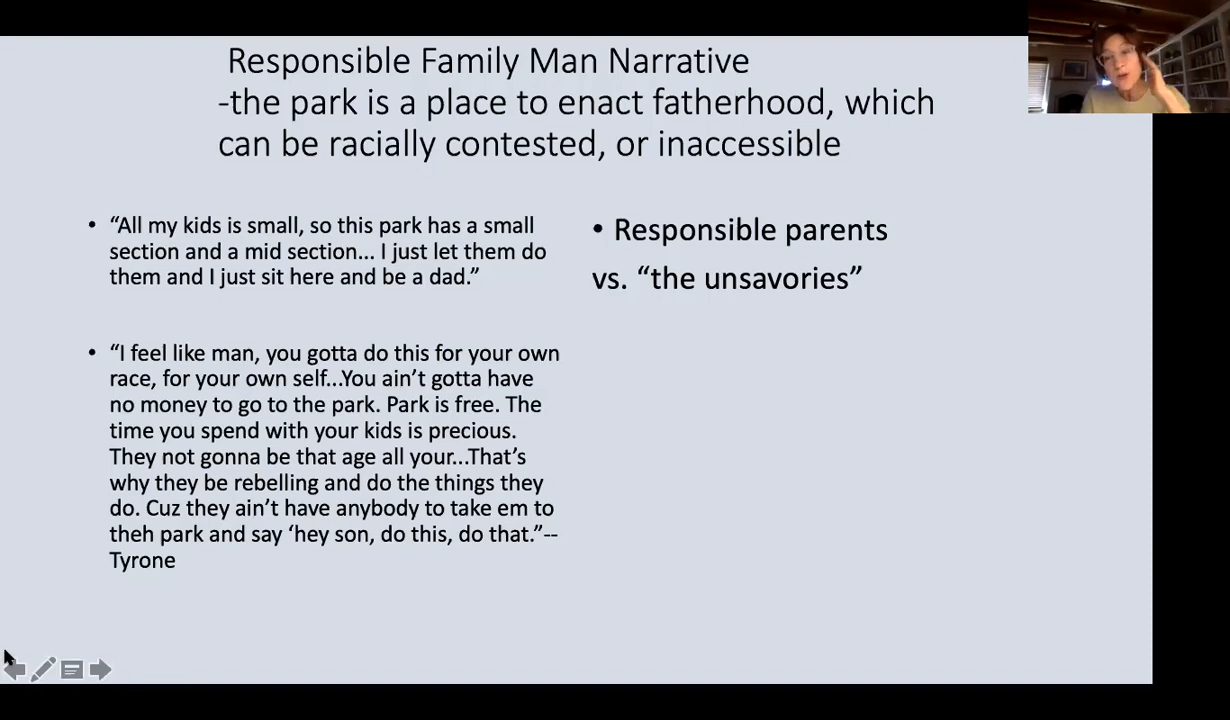 Responsible Family Man Narrative
-the park is a place to enact fatherhood, which
can be racially contested, or inaccessible
• “All my kids is small, so this park has a small
section and a mid section... I just let them do
them and I just sit here and be a dad.”
• “I feel like man, you gotta do this for your own
race, for your own self...You ain’t gotta have
no money to go to the park. Park is free. The
time you spend with your kids is precious.
They not gonna be that age all your...That’s
why they be rebelling and do the things they
do. Cuz they ain’t have anybody to take em to
theh park and say ‘hey son, do this, do that.”--
Tyrone
• Responsible parents
vs. “the unsavories”